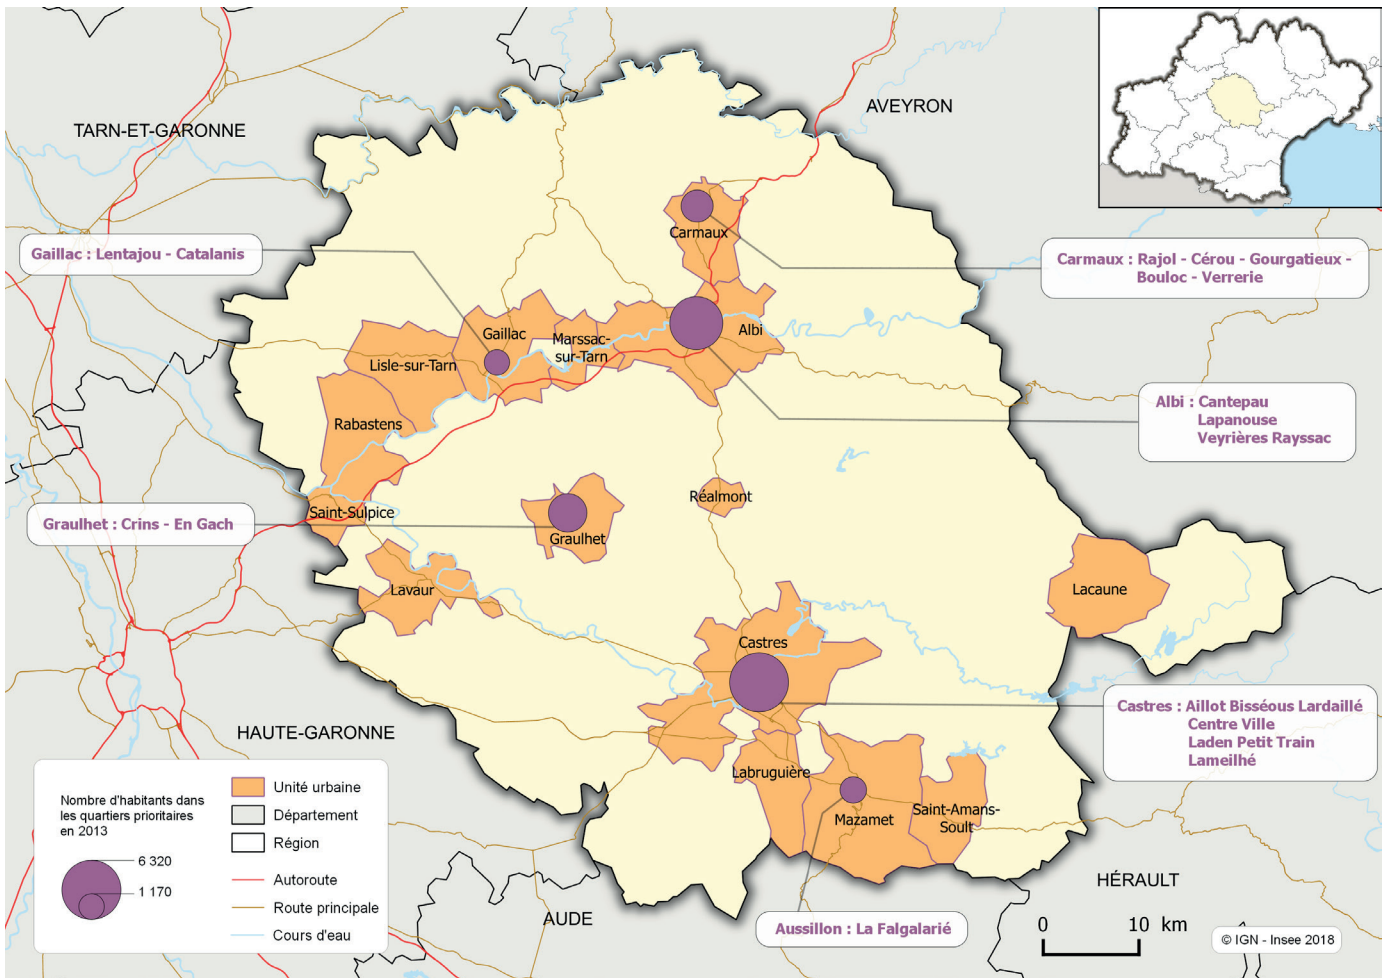 TARN-ET-GARONNE
AVEYRON
Gaillac : Lentajou - Catalanis
Carmaux
Carmaux : Rajol - Cérou - Gourgatieux -
Bouloc - Verrerie
Gaillac
Marssac-
sur-Tarn
Albi
Lisle-sur-Tarn
Rabastens
Albi : Cantepau
Lapanouse
Veyrières Rayssac
Graulhet : Crins - En Gach
Saint-Sulpice
Réalmont
Graulhet
Lavaur
Lacaune
Castres
Castres : Aillot Bisséous Lardaillé
Centre Ville
Laden Petit Train
Lameilhé
HAUTE-GARONNE
Labruguière
Mazamet
Saint-Amans-
Soult
Nombre d'habitants dans
les quartiers prioritaires
en 2013
6 320
1 170
Unité urbaine
Département
Région
Autoroute
Route principale
Cours d'eau
AUDE
HÉRAULT
Aussillon : La Falgalarié
0 10 km
© IGN - Insee 2018